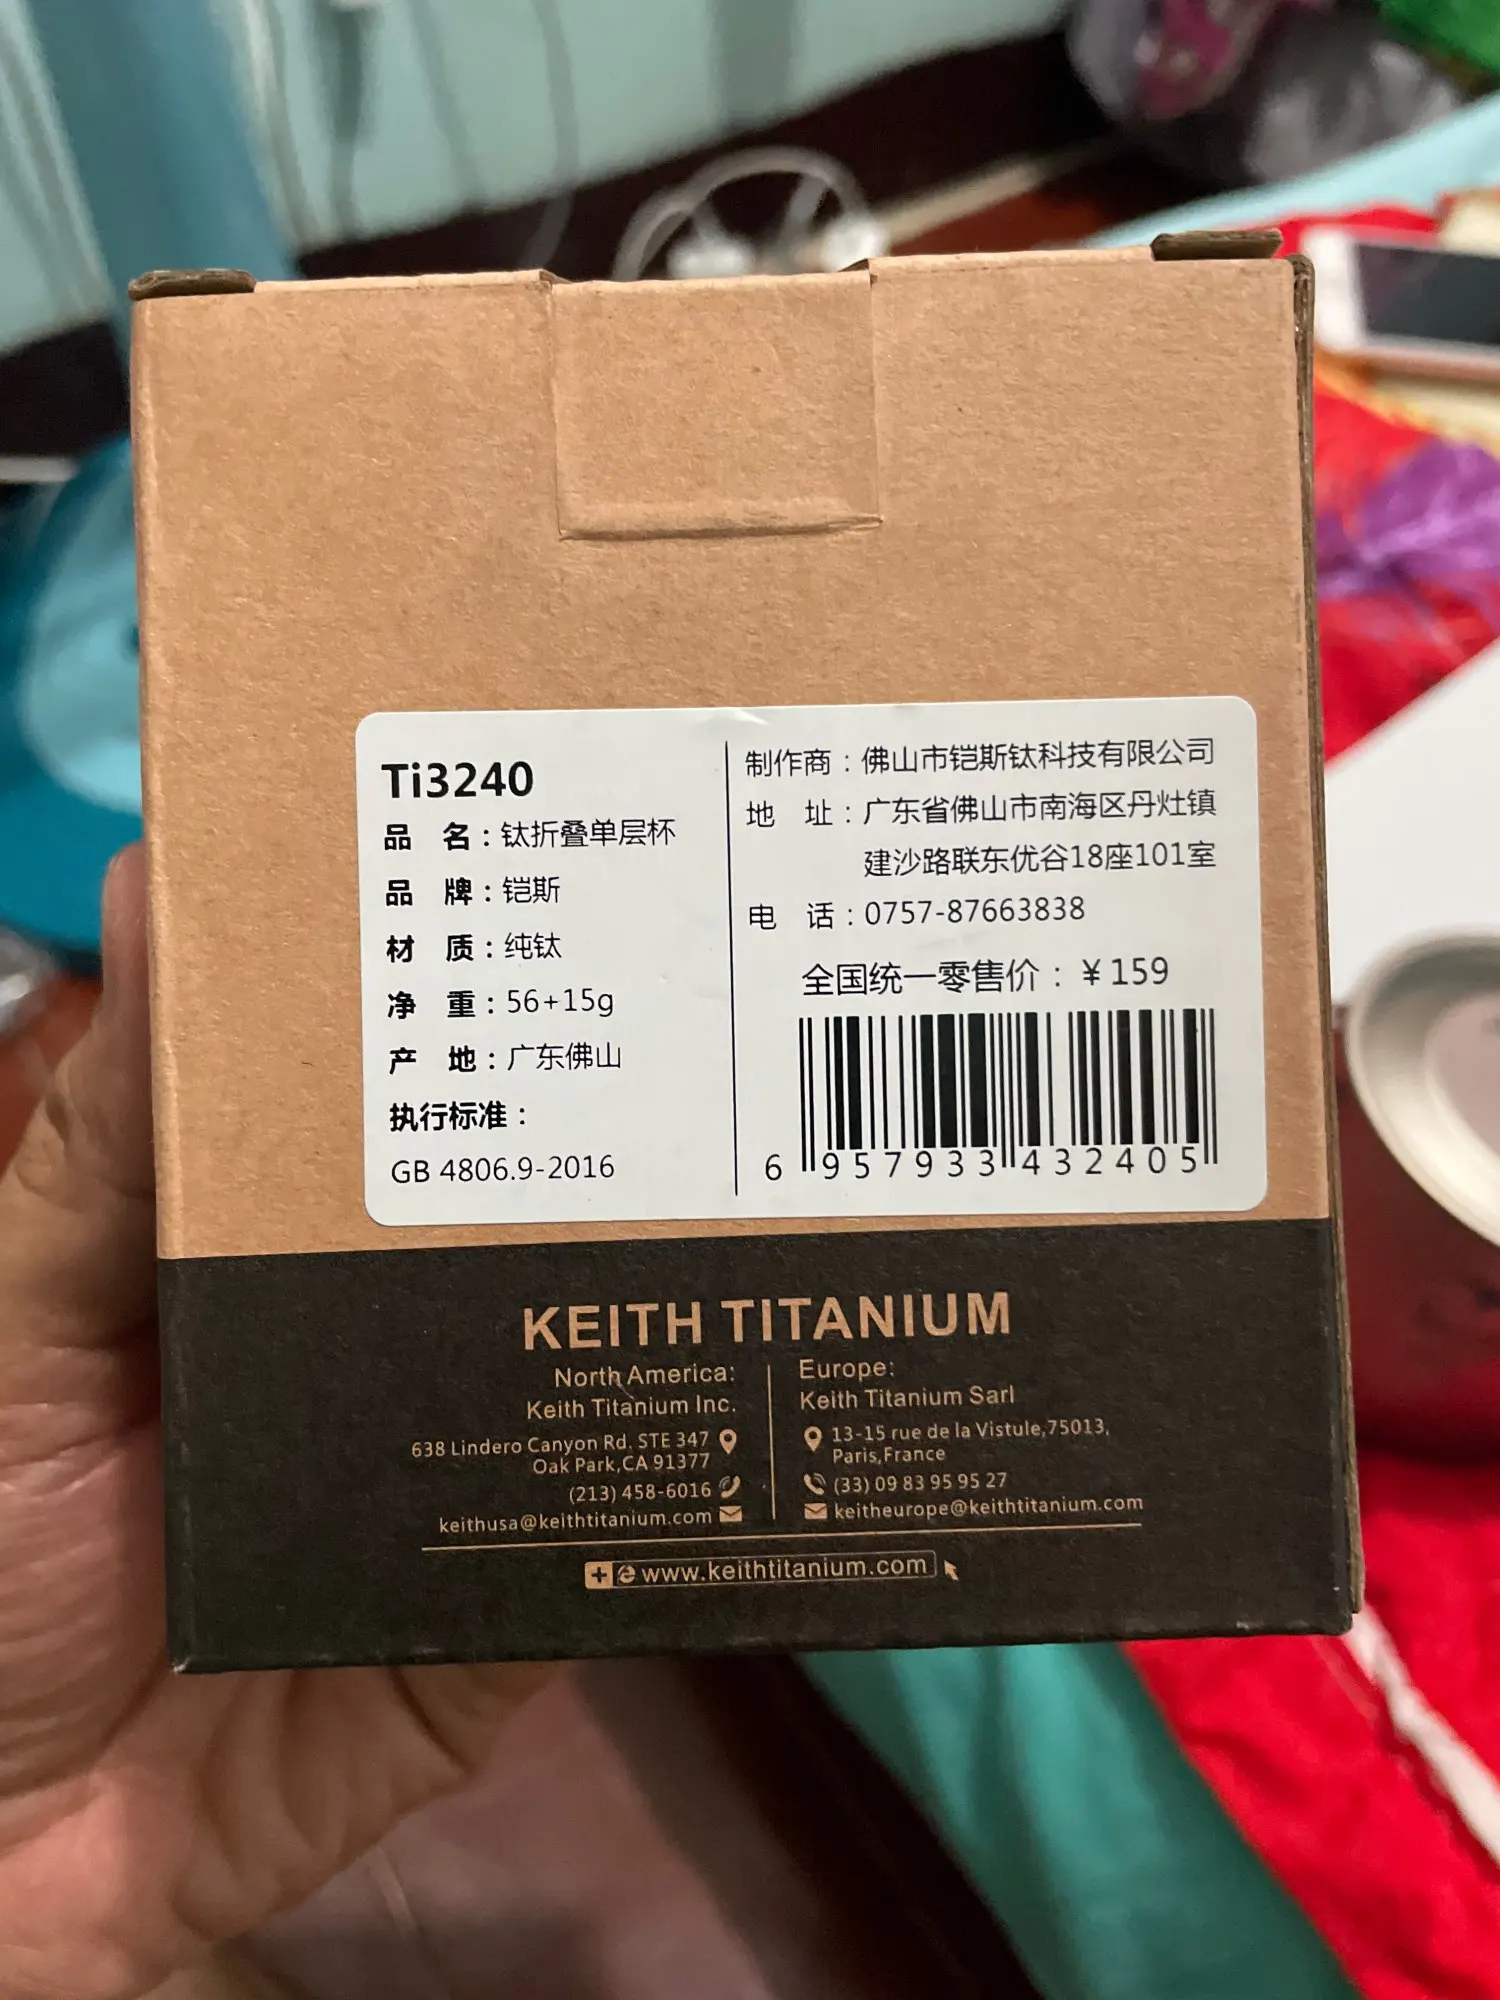 Ti3240
品 名：钛折叠单层杯
品 牌：铠斯
材 质：纯钛
净 重：56+15g
产 地：广东佛山
执行标准：
GB 4806.9-2016
制作商：佛山市铠斯钛科技有限公司
地 址：广东省佛山市南海区丹灶镇
建沙路联东优谷18座101室
电 话：0757-87663838
全国统一零售价：￥159
6 957933 432405
KEITH TITANIUM
North America:
Keith Titanium Inc.
638 Lindero Canyon Rd. STE 347
Oak Park,CA 91377
(213) 458-6016
keithusa@keithtitanium.com
Europe:
Keith Titanium Sarl
13-15 rue de la Vistule,75013,
Paris,France
(33) 09 83 95 95 27
keitheurope@keithtitanium.com
www.keithtitanium.com